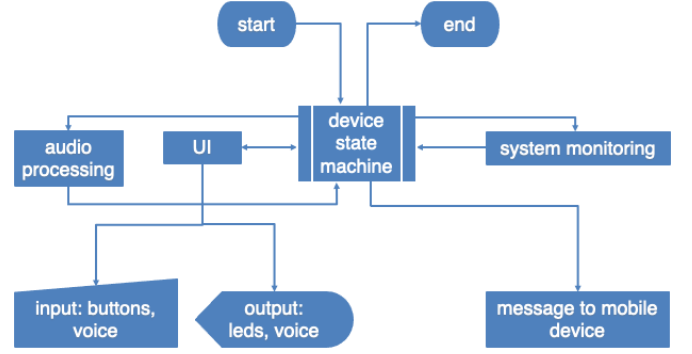 start
end
device
state
machine
audio
processing
UI
system monitoring
input: buttons,
voice
output:
leds, voice
message to mobile
device